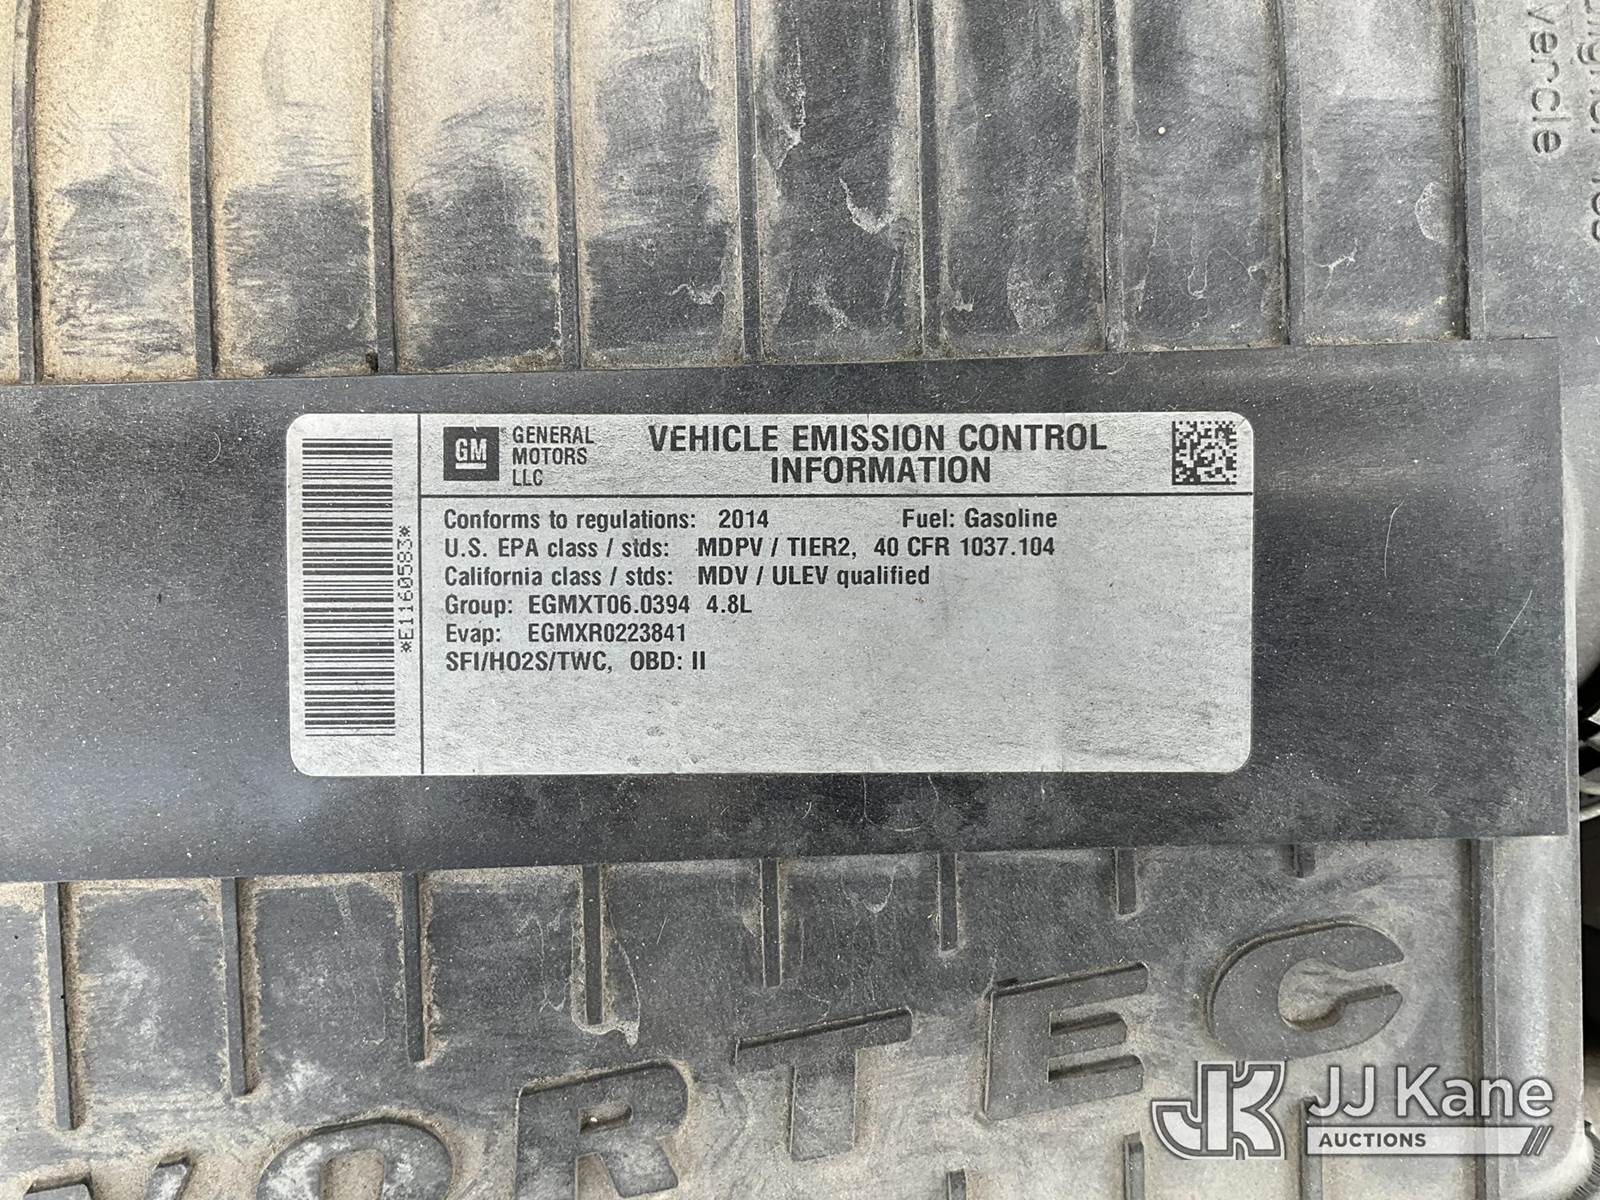 GM
GENERAL
MOTORS
LLC
VEHICLE EMISSION CONTROL
INFORMATION
Conforms to regulations: 2014 Fuel: Gasoline
U.S. EPA class / stds: MDPV / TIER2, 40 CFR 1037.104
California class / stds: MDV / ULEV qualified
Group: EGMXT06.0394 4.8L
Evap: EGMXR0223841
SFI/HO2S/TWC, OBD: II
*E1160583*
VORTEC
JJ Kane
AUCTIONS